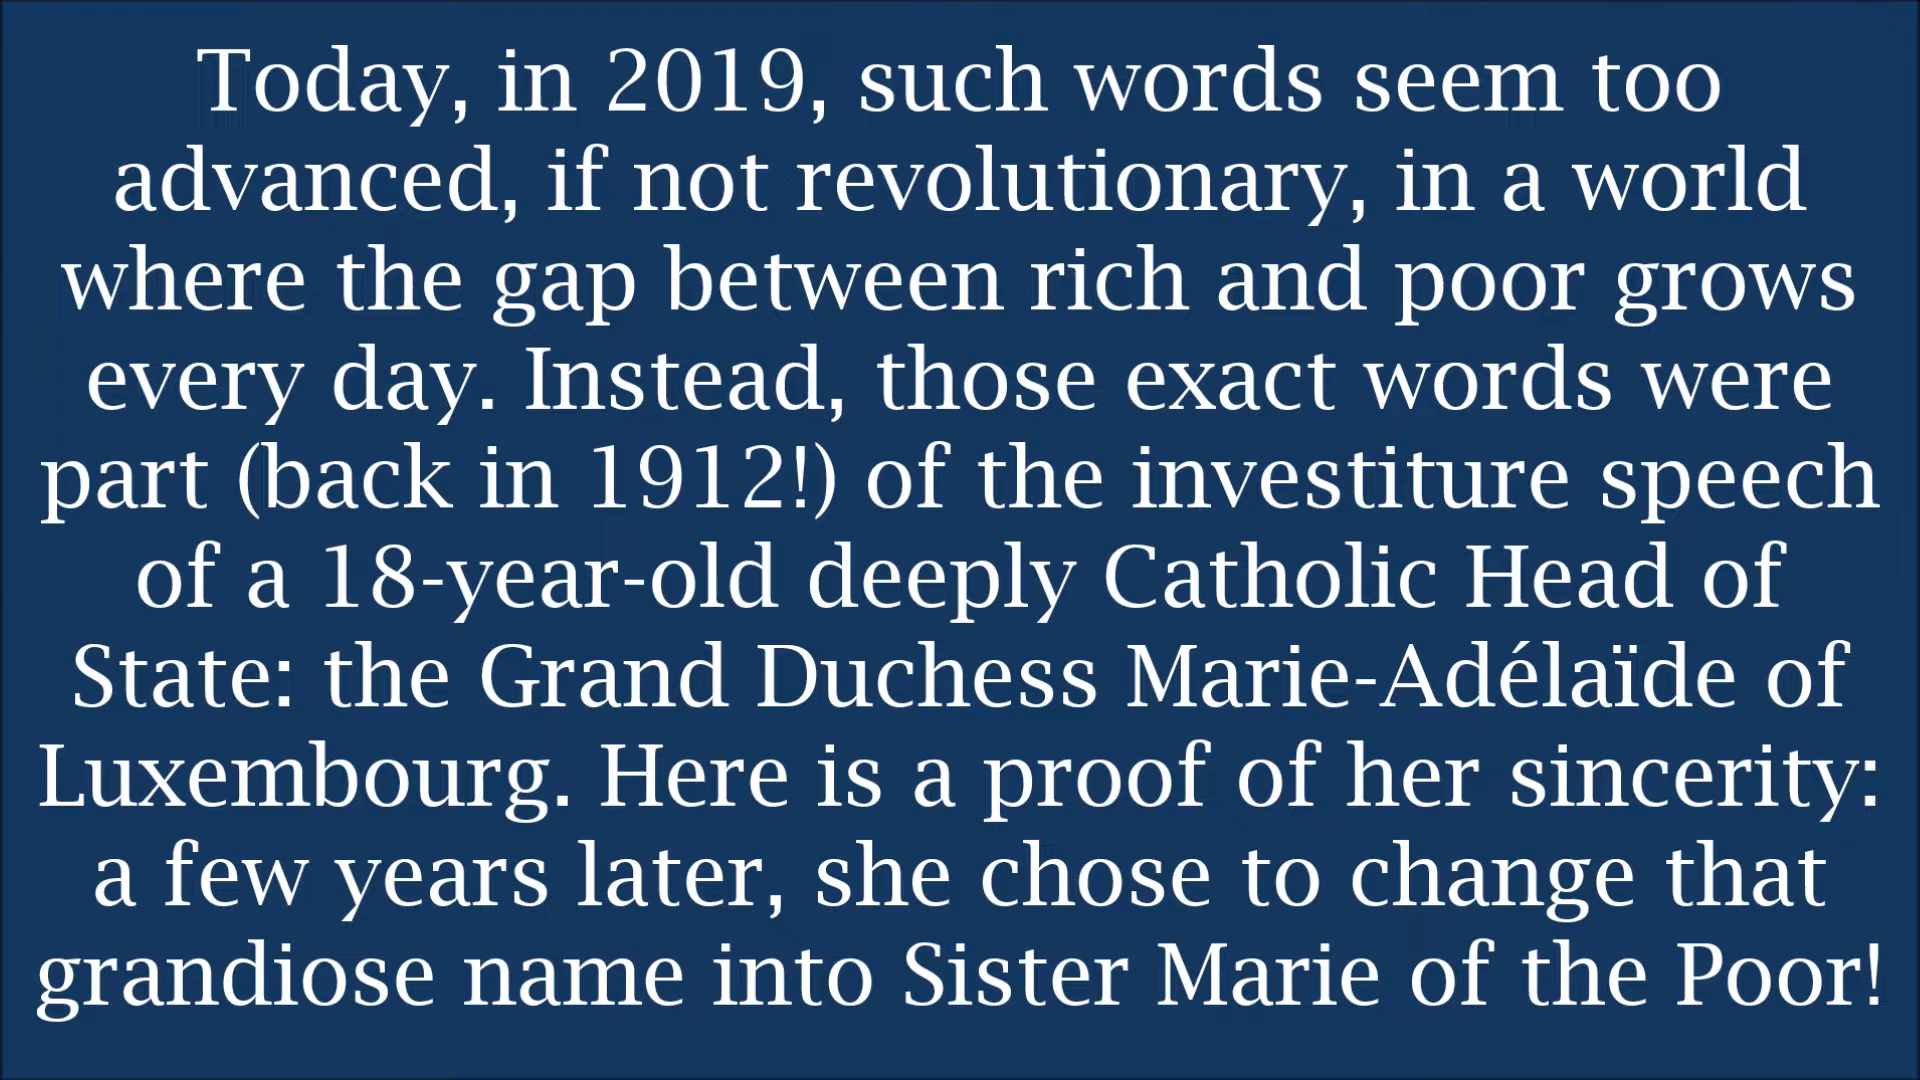 Today, in 2019, such words seem too
advanced, if not revolutionary, in a world
where the gap between rich and poor grows
every day. Instead, those exact words were
part (back in 1912!) of the investiture speech
of a 18-year-old deeply Catholic Head of
State: the Grand Duchess Marie-Adélaïde of
Luxembourg. Here is a proof of her sincerity:
a few years later, she chose to change that
grandiose name into Sister Marie of the Poor!